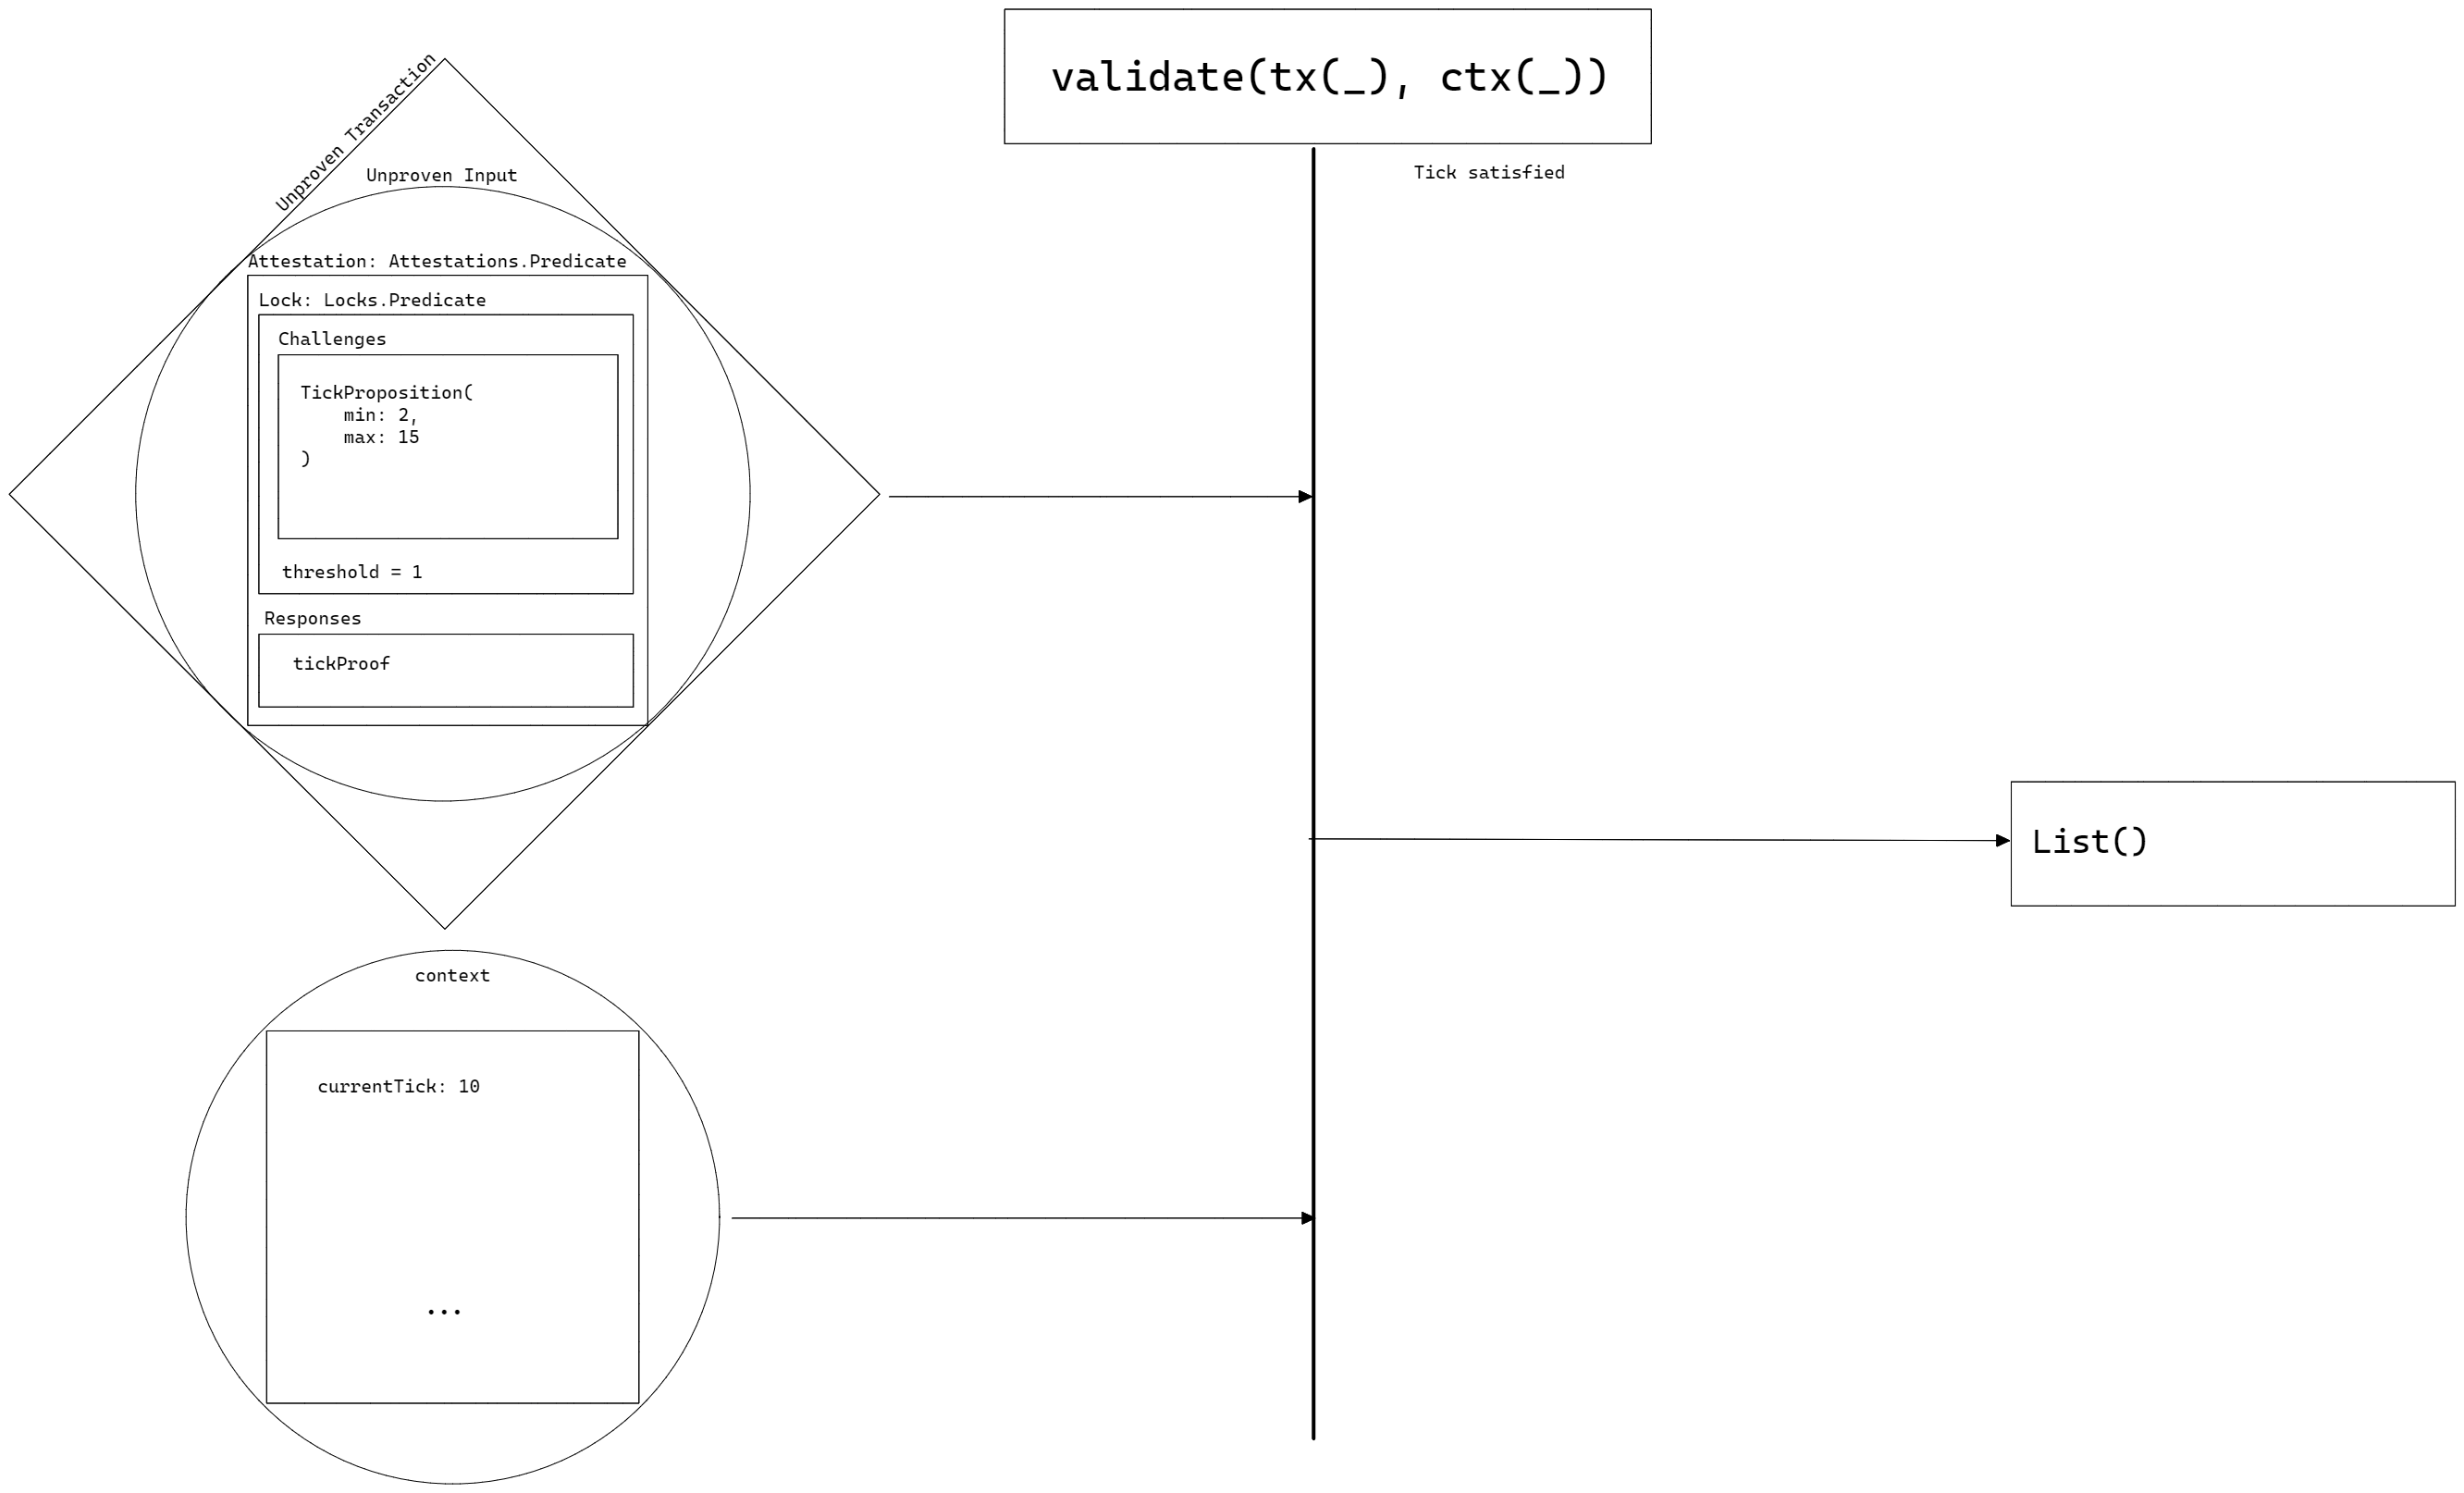 validate(tx(_), ctx(_))
Tick satisfied
Unproven Transaction
Unproven Input
Attestation: Attestations.Predicate
Lock: Locks.Predicate
Challenges
TickProposition(
    min: 2,
    max: 15
)
threshold = 1
Responses
tickProof
List()
context
currentTick: 10
...